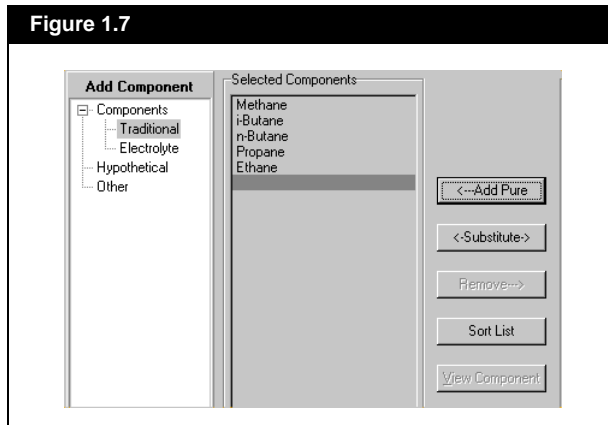 Figure 1.7
Add Component
Components
Traditional
Electrolyte
Hypothetical
Other
Selected Components
Methane
i-Butane
n-Butane
Propane
Ethane
<---Add Pure
<-Substitute->
Remove--->
Sort List
View Component